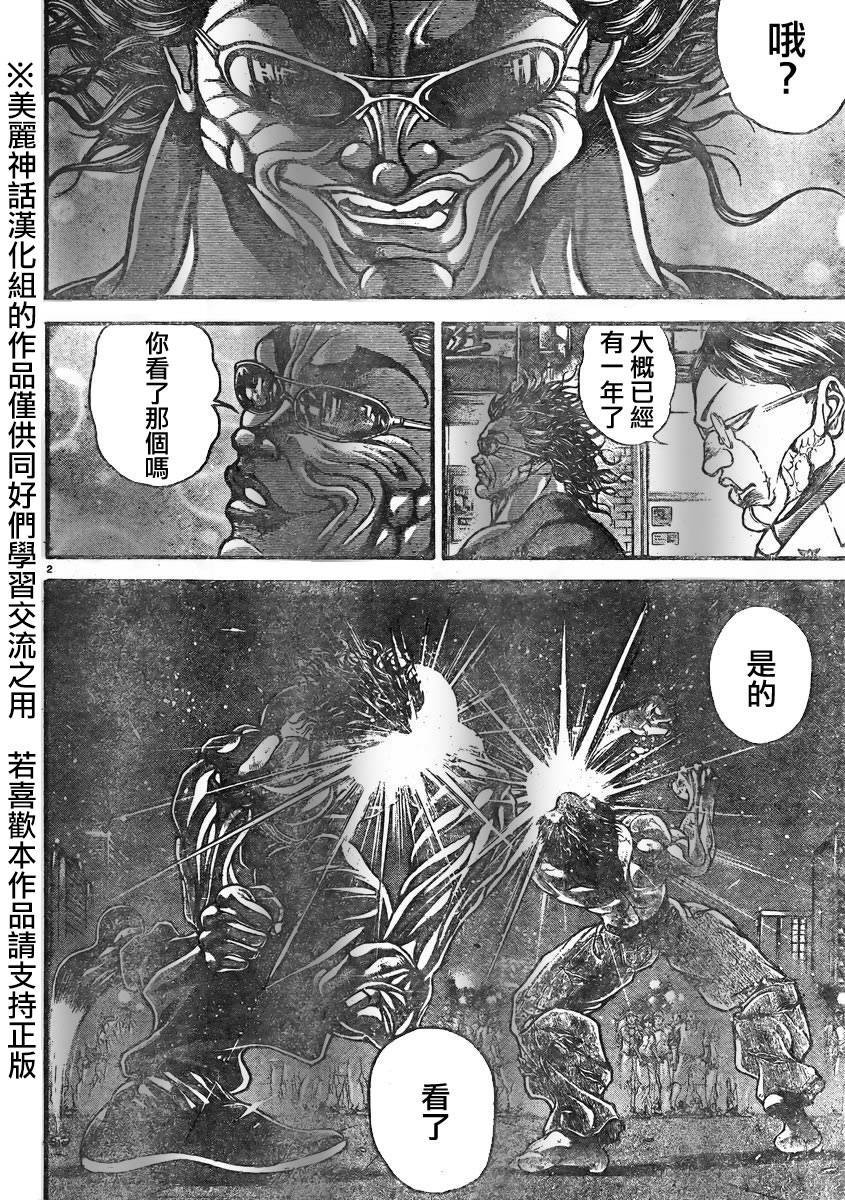 哦?
大概已經
有一年了
你看了那個嗎
2
是的
看了
※美麗神話漢化組的作品僅供同好們學習交流之用 若喜歡本作品請支持正版